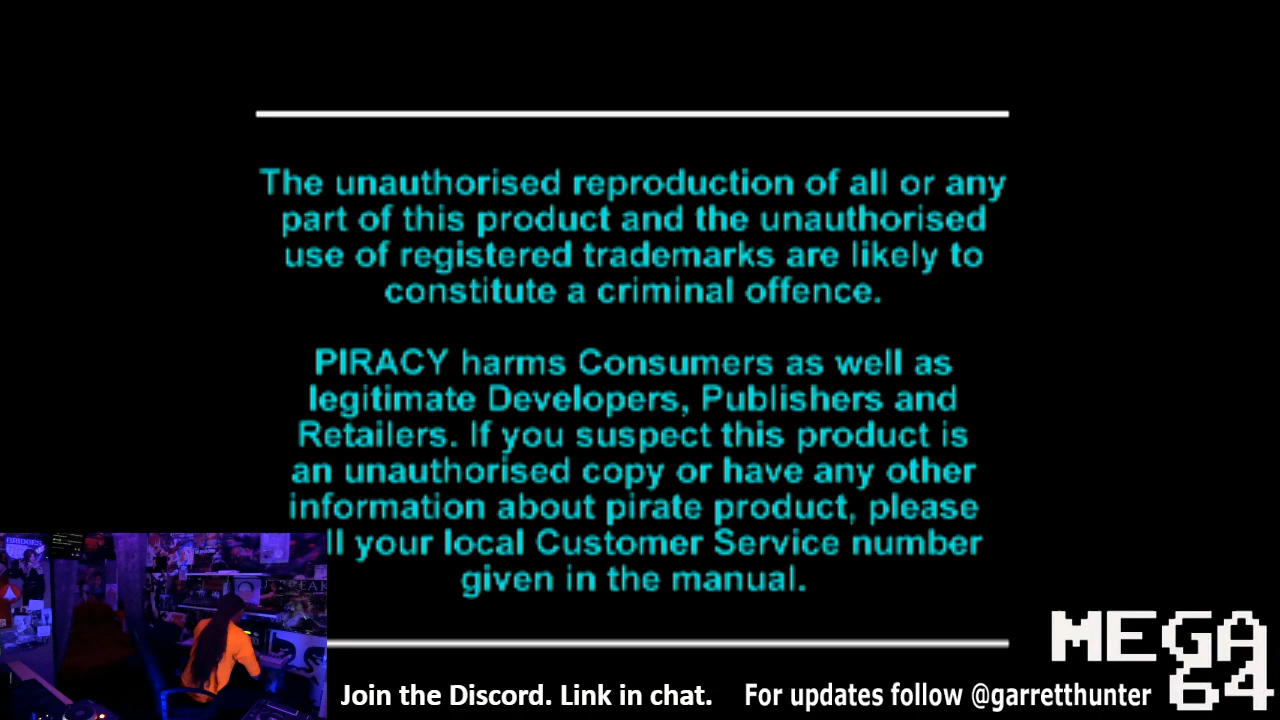 The unauthorised reproduction of all or any
part of this product and the unauthorised
use of registered trademarks are likely to
constitute a criminal offence.
PIRACY harms Consumers as well as
legitimate Developers, Publishers and
Retailers. If you suspect this product is
an unauthorised copy or have any other
information about pirate product, please
ll your local Customer Service number
given in the manual.
BRIDGES
MEGA
64
Join the Discord. Link in chat.
For updates follow @garretthunter